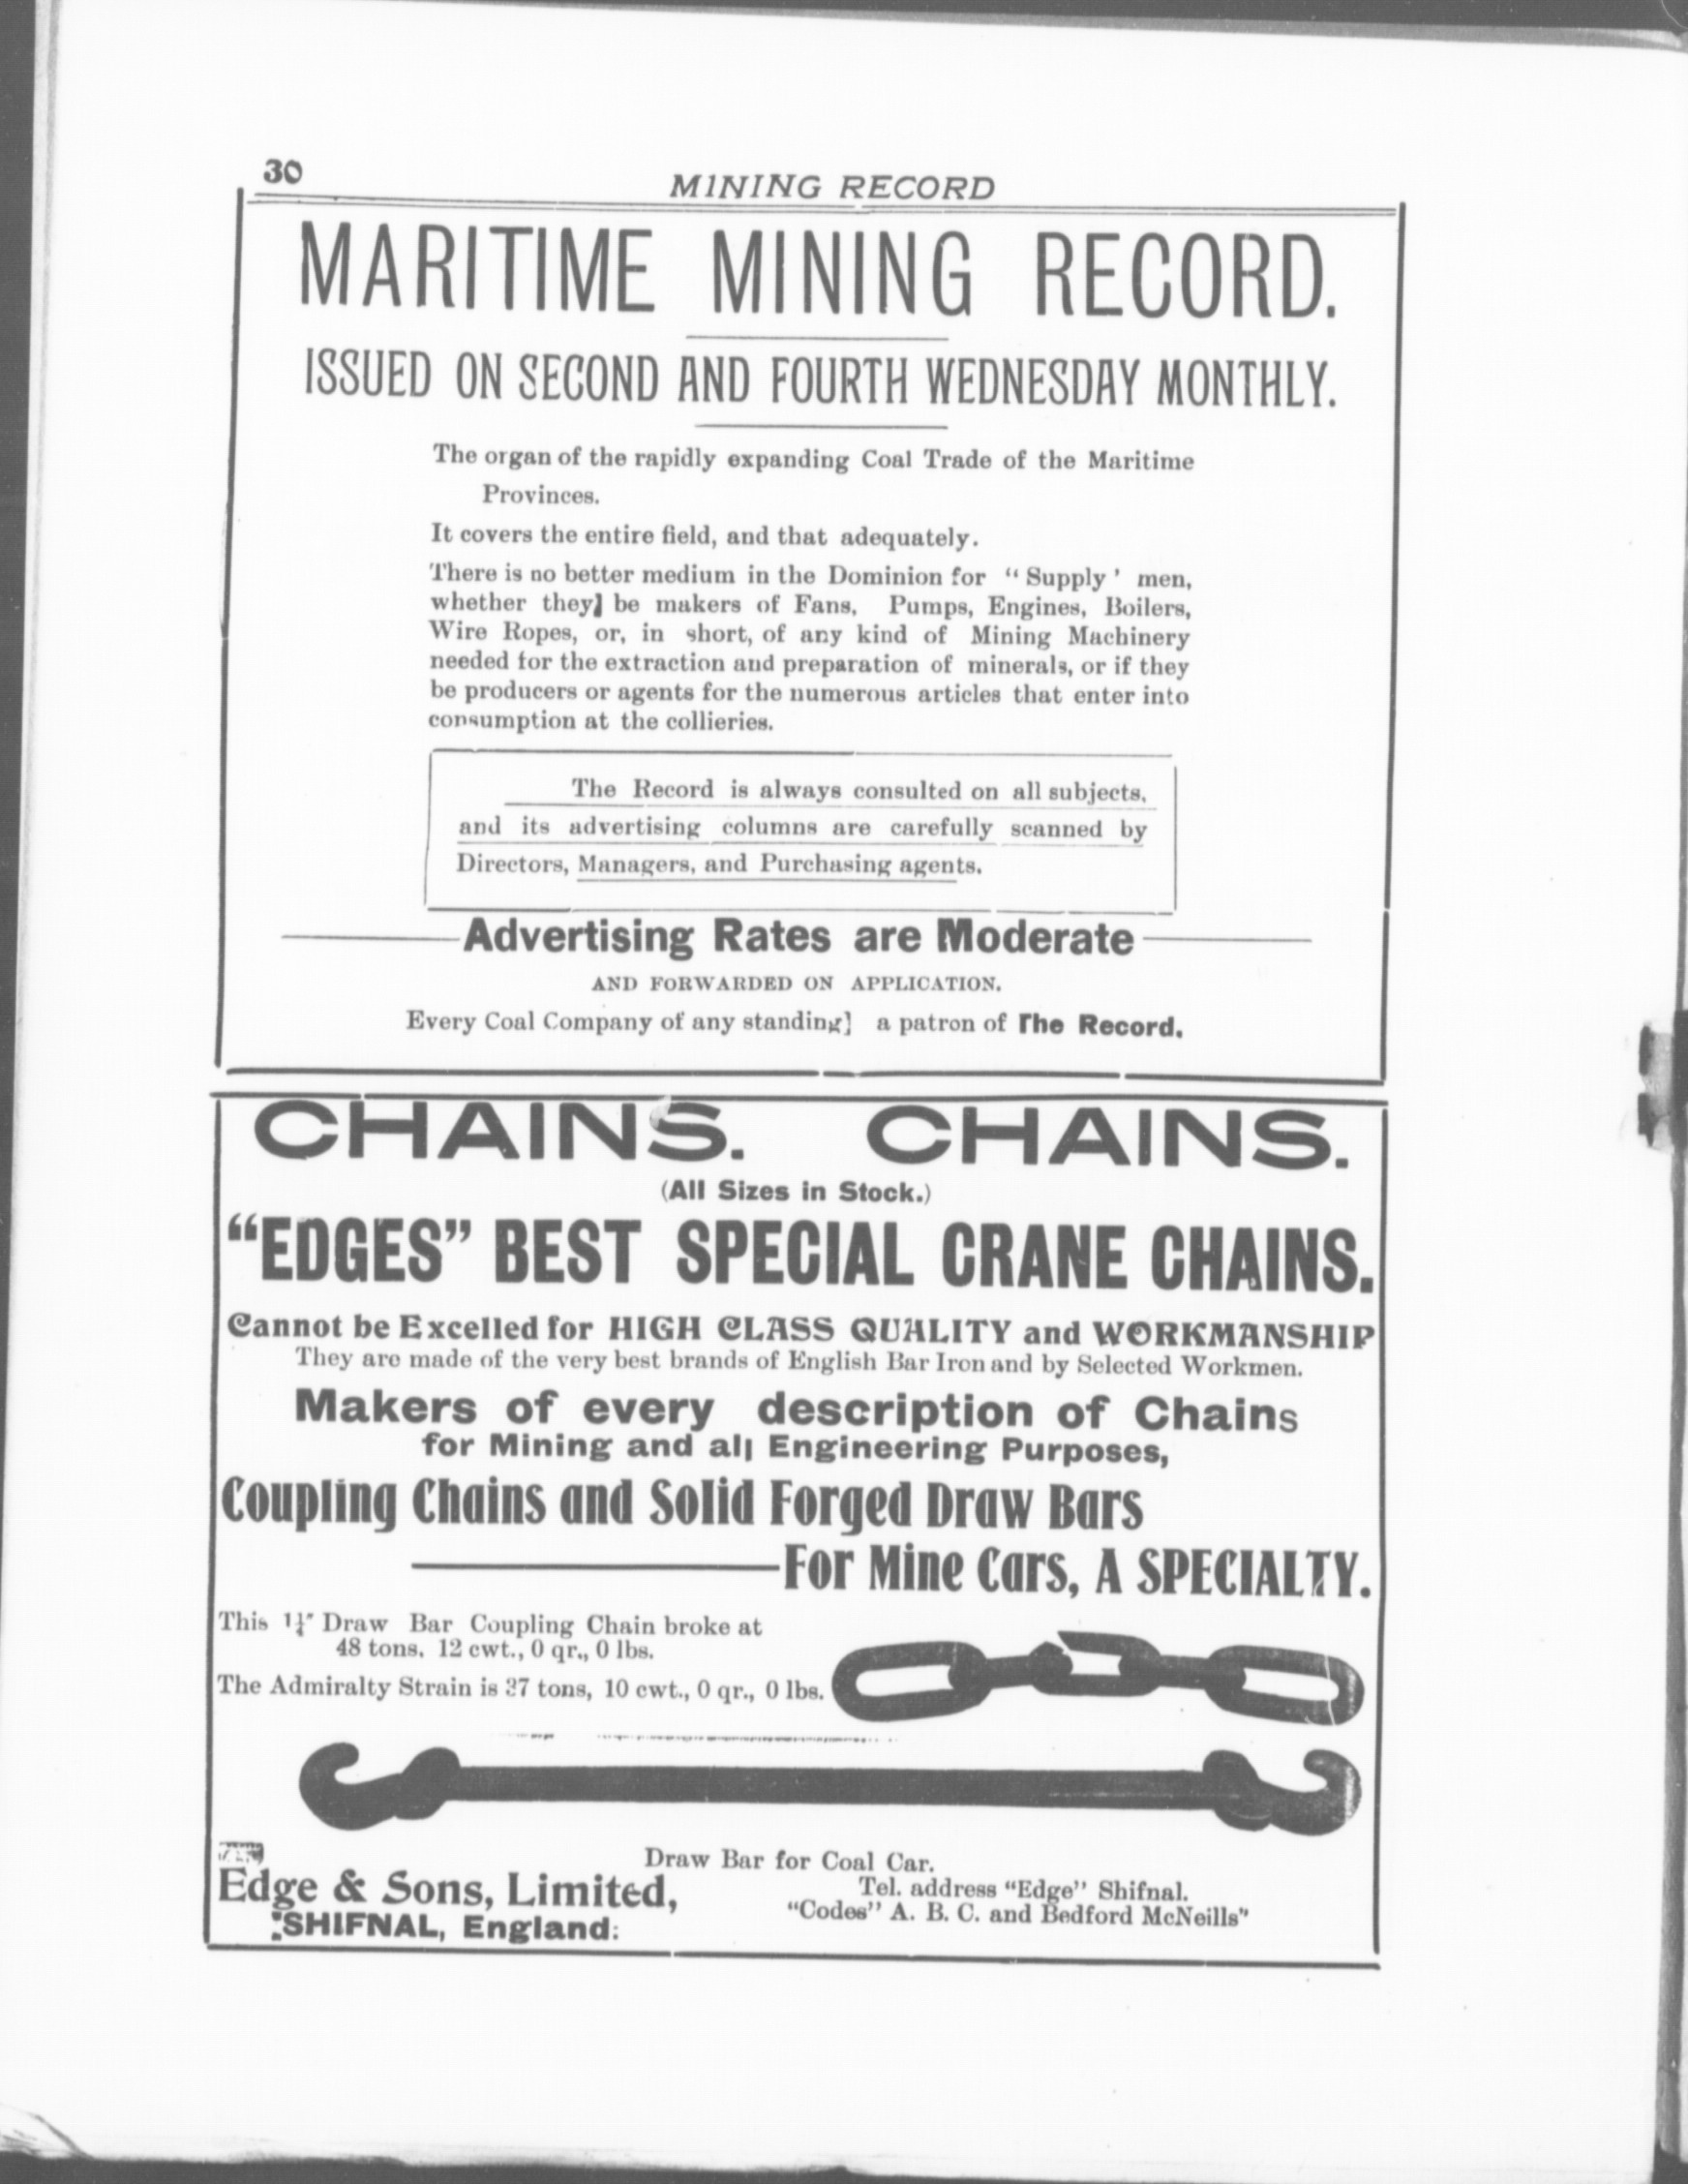 30
MINING RECORD
MARITIME MINING RECORD.
ISSUED ON SECOND AND FOURTH WEDNESDAY MONTHLY.
The organ of the rapidly expanding Coal Trade of the Maritime
Provinces.
It covers the entire field, and that adequately.
There is no better medium in the Dominion for “ Supply ’ men,
whether they] be makers of Fans, Pumps, Engines, Boilers,
Wire Ropes, or, in short, of any kind of Mining Machinery
needed for the extraction and preparation of minerals, or if they
be producers or agents for the numerous articles that enter into
consumption at the collieries.
The Record is always consulted on all subjects,
and its advertising columns are carefully scanned by
Directors, Managers, and Purchasing agents.
Advertising Rates are Moderate
AND FORWARDED ON APPLICATION.
Every Coal Company of any standing] a patron of The Record.
CHAINS. CHAINS.
(All Sizes in Stock.)
“EDGES” BEST SPECIAL CRANE CHAINS.
Cannot be Excelled for HIGH CLASS QUALITY and WORKMANSHIP
They are made of the very best brands of English Bar Iron and by Selected Workmen.
Makers of every description of Chains
for Mining and all Engineering Purposes,
Coupling Chains and Solid Forged Draw Bars
For Mine Cars, A SPECIALTY.
This 1¼″ Draw Bar Coupling Chain broke at
48 tons, 12 cwt., 0 qr., 0 lbs.
The Admiralty Strain is 37 tons, 10 cwt., 0 qr., 0 lbs.
Draw Bar for Coal Car.
Edge & Sons, Limited,
SHIFNAL, England:
Tel. address “Edge” Shifnal.
“Codes” A. B. C. and Bedford McNeills”